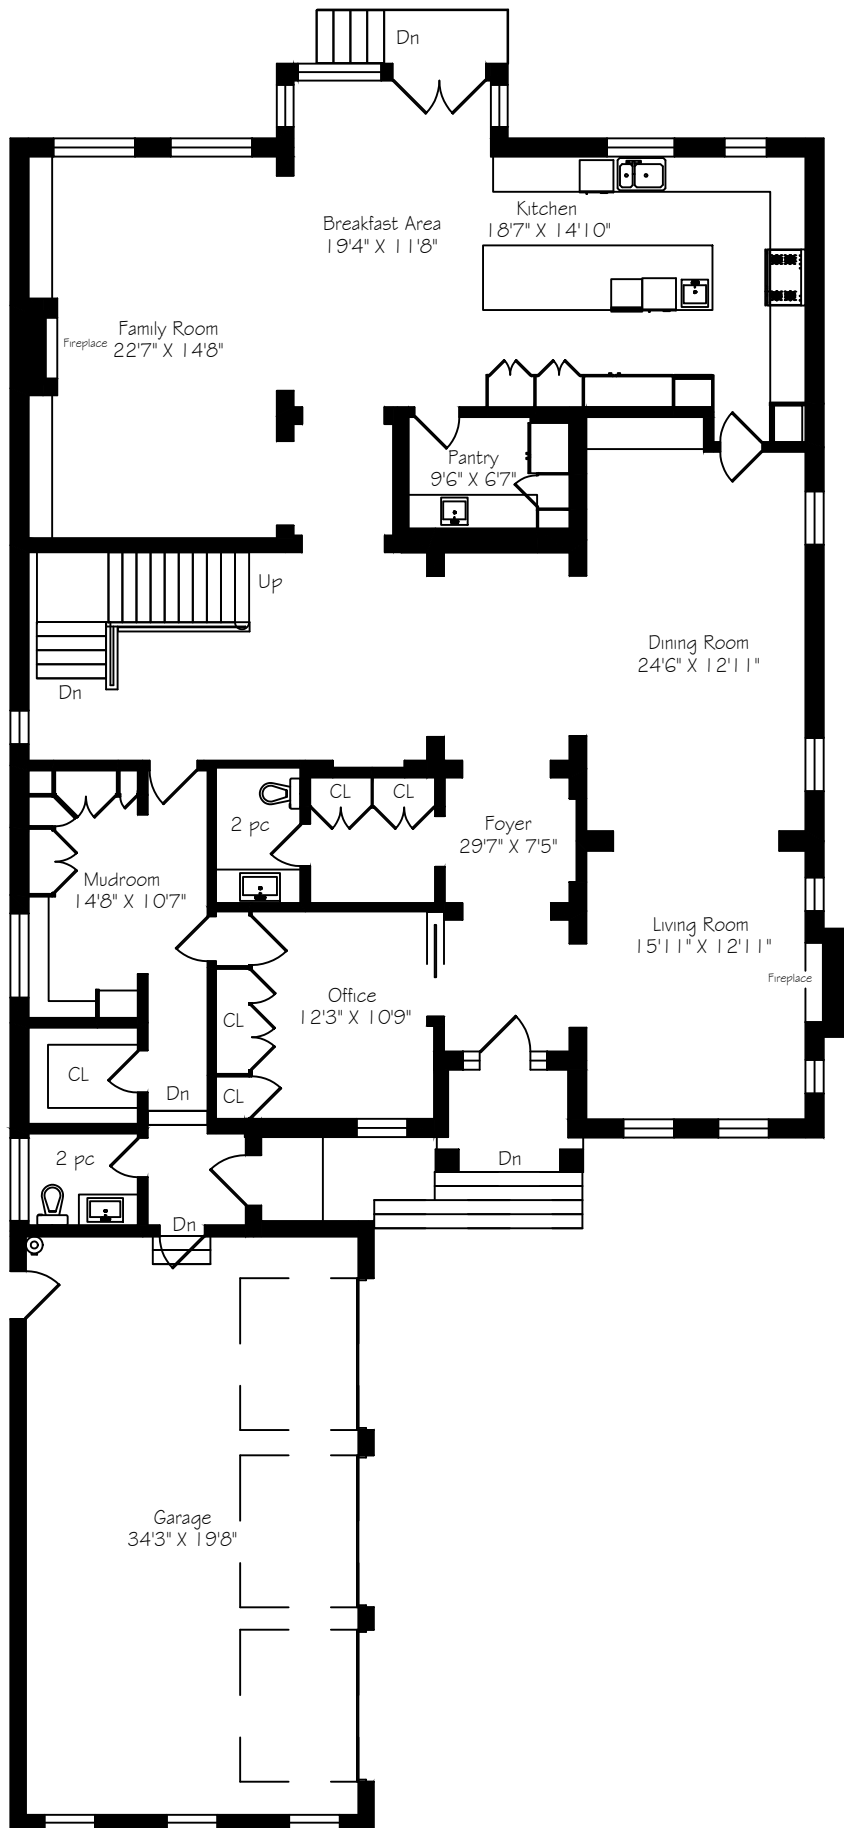 Dn
Kitchen
18'7" X 14'10"
Breakfast Area
19'4" X 11'8"
Family Room
22'7" X 14'8"
Fireplace
Pantry
9'6" X 6'7"
Up
Dining Room
24'6" X 12'11"
Dn
CL
CL
2 pc
Foyer
29'7" X 7'5"
Mudroom
14'8" X 10'7"
Living Room
15'11" X 12'11"
Fireplace
Office
12'3" X 10'9"
CL
CL
Dn
CL
2 pc
Dn
Dn
Garage
34'3" X 19'8"